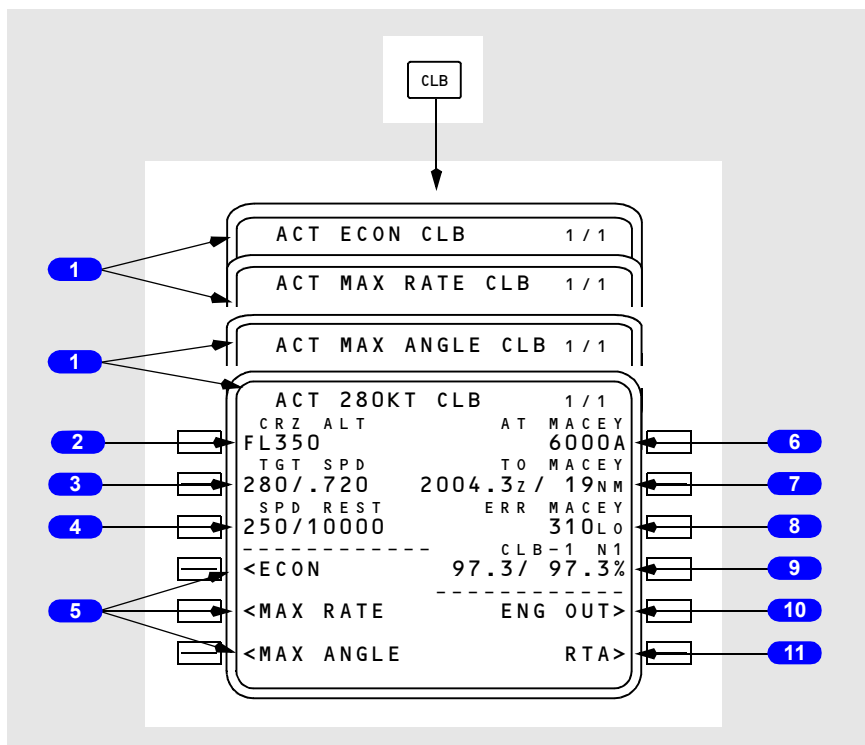 CLB
ACT ECON CLB 1/1
1
ACT MAX RATE CLB 1/1
ACT MAX ANGLE CLB 1/1
1
ACT 280KT CLB 1/1
CRZ ALT AT MACEY
2 FL350 6000A 6
TGT SPD TO MACEY
3 280/.720 2004.3z/ 19NM 7
SPD REST ERR MACEY
4 250/10000 310LO 8
------------ CLB-1 N1
<ECON 97.3/ 97.3% 9
------------
5 <MAX RATE ENG OUT> 10
<MAX ANGLE RTA> 11